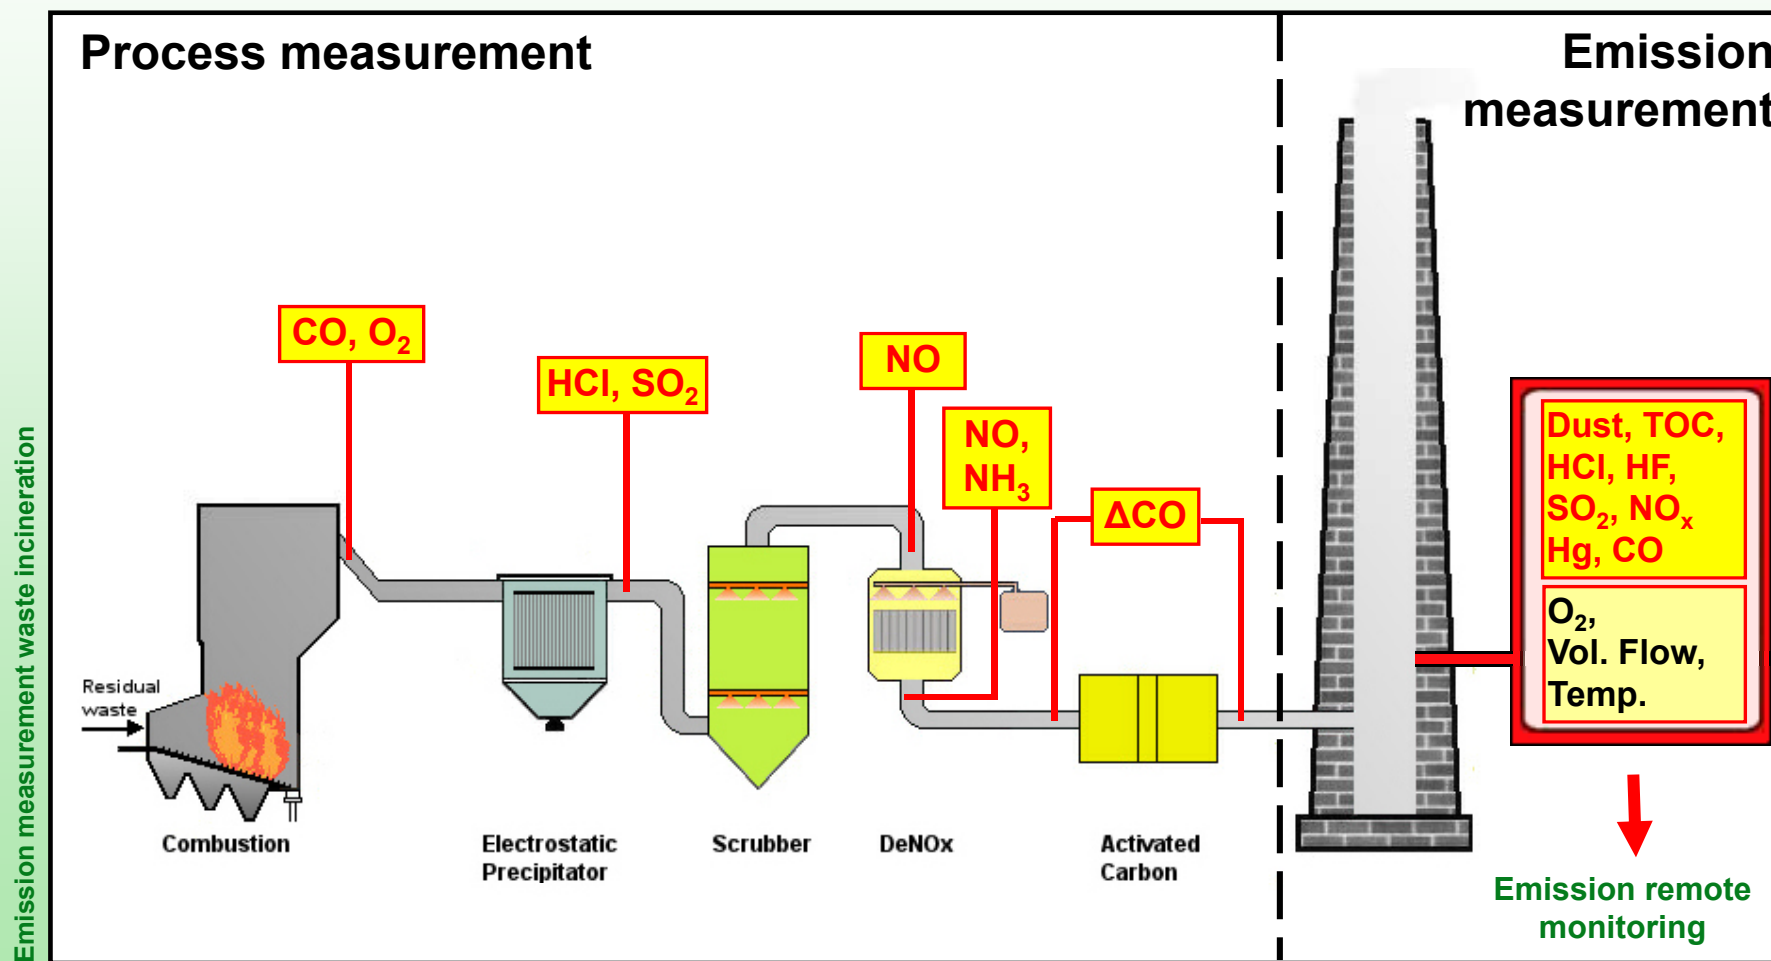 Process measurement
Emission
measurement
CO, O₂
HCl, SO₂
NO
NO,
NH₃
ΔCO
Dust, TOC,
HCl, HF,
SO₂, NOₓ
Hg, CO
O₂,
Vol. Flow,
Temp.
Residual
waste
Combustion
Electrostatic
Precipitator
Scrubber
DeNOx
Activated
Carbon
Emission remote
monitoring
Emission measurement waste incineration